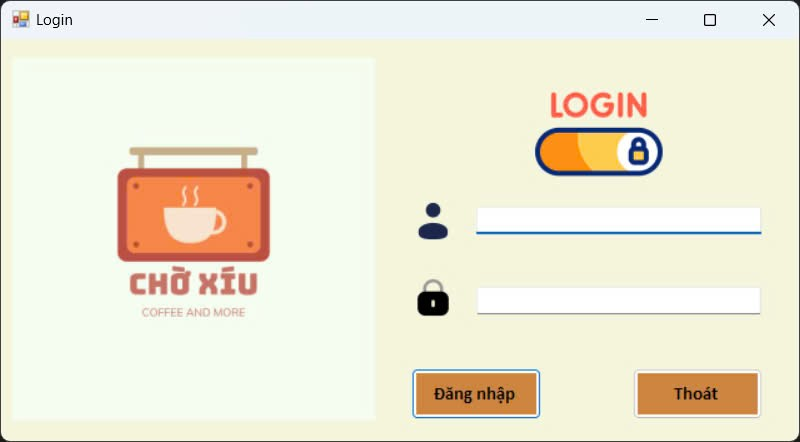 Login
CHỜ XÍU
COFFEE AND MORE
LOGIN
Đăng nhập
Thoát